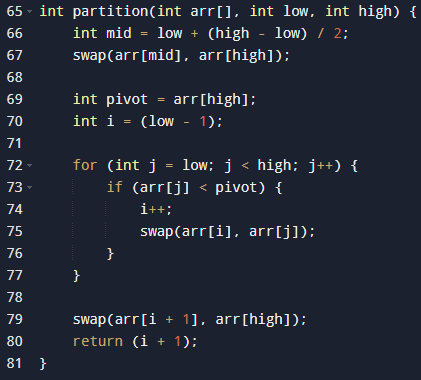 65 int partition(int arr[], int low, int high) {
66     int mid = low + (high - low) / 2;
67     swap(arr[mid], arr[high]);
68
69     int pivot = arr[high];
70     int i = (low - 1);
71
72     for (int j = low; j < high; j++) {
73         if (arr[j] < pivot) {
74             i++;
75             swap(arr[i], arr[j]);
76         }
77     }
78
79     swap(arr[i + 1], arr[high]);
80     return (i + 1);
81 }